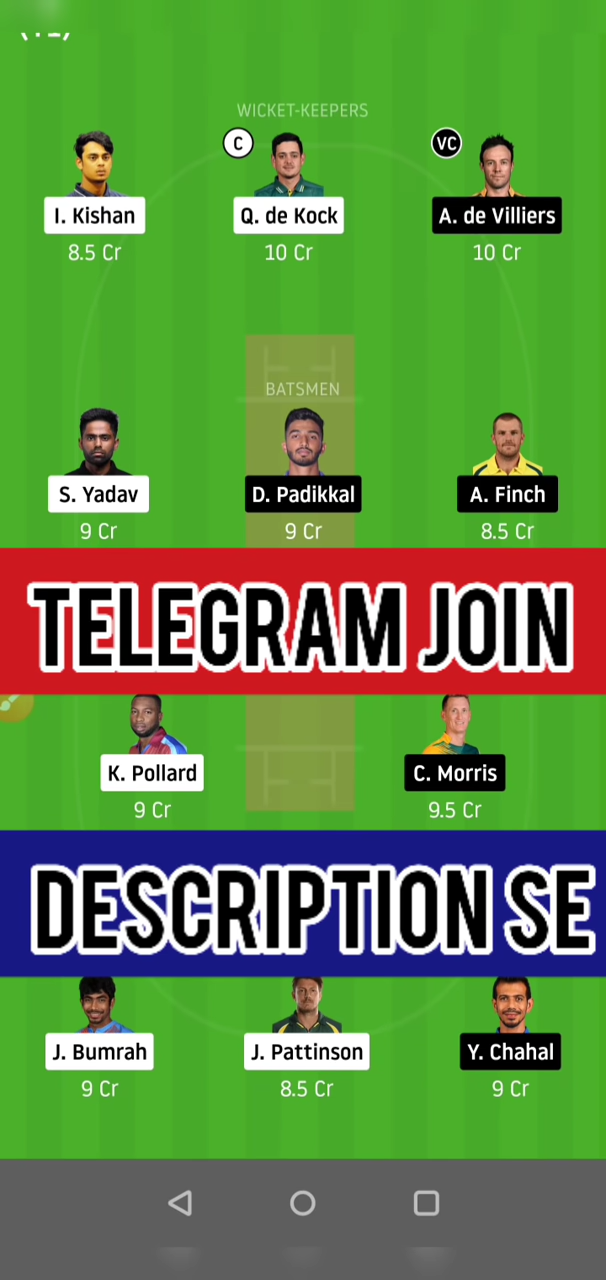 WICKET-KEEPERS
C
VC
I. Kishan
Q. de Kock
A. de Villiers
8.5 Cr
10 Cr
10 Cr
BATSMEN
S. Yadav
D. Padikkal
A. Finch
9 Cr
9 Cr
8.5 Cr
TELEGRAM JOIN
K. Pollard
C. Morris
9 Cr
9.5 Cr
DESCRIPTION SE
J. Bumrah
J. Pattinson
Y. Chahal
9 Cr
8.5 Cr
9 Cr